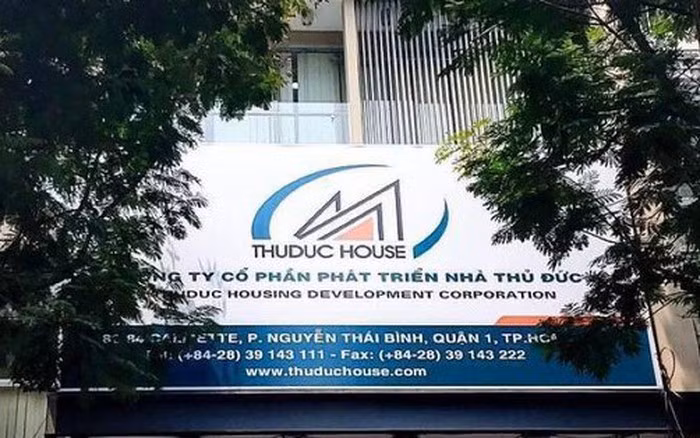 THUDUC HOUSE
TY CỔ PHẦN PHÁT TRIỂN NHÀ THỦ ĐỨC
HOUSING DEVELOPMENT CORPORATION
P. NGUYỄN THÁI BÌNH, QUẬN 1, TP.
(+84-28) 39 143 111 - Fax: (+84-28) 39 143 222
www.thuduchouse.com